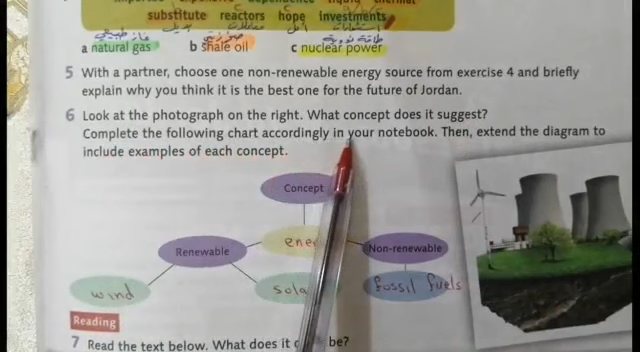 substitute reactors hope investments
a natural gas b shale oil c nuclear power
5 With a partner, choose one non-renewable energy source from exercise 4 and briefly
explain why you think it is the best one for the future of Jordan.
6 Look at the photograph on the right. What concept does it suggest?
Complete the following chart accordingly in your notebook. Then, extend the diagram to
include examples of each concept.
Concept
ener
Renewable
Non-renewable
wind
sola
fossil fuels
Reading
7 Read the text below. What does it be?